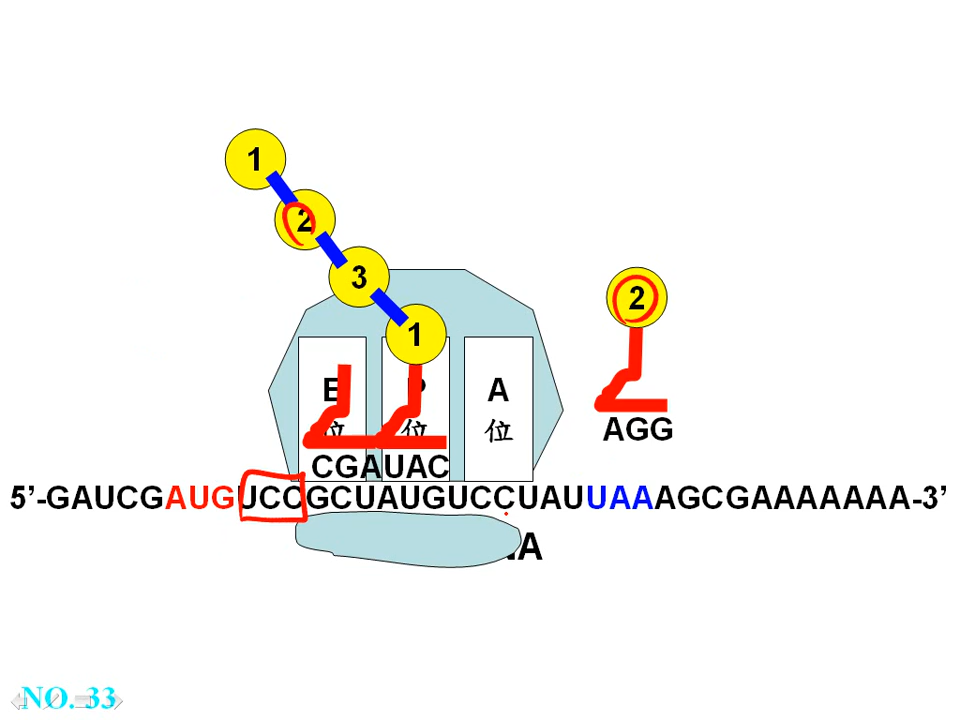 1
2
3
1
2
E P A
位 位 位
AGG
CGAUAC
5’-GAUCGAUGUCCGCUAUGUCCUAUUAAAGCGAAAAAAA-3’
A
NO. 33